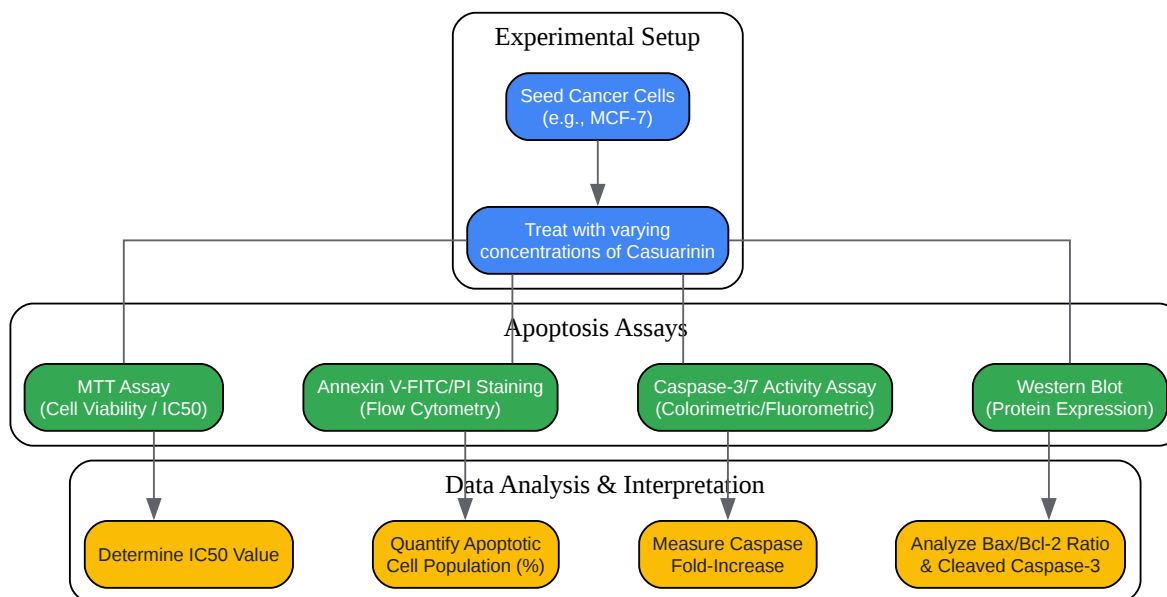 Experimental Setup
Seed Cancer Cells
(e.g., MCF-7)
Treat with varying
concentrations of Casuarinin
Apoptosis Assays
MTT Assay
(Cell Viability / IC50)
Annexin V-FITC/PI Staining
(Flow Cytometry)
Caspase-3/7 Activity Assay
(Colorimetric/Fluorometric)
Western Blot
(Protein Expression)
Data Analysis & Interpretation
Determine IC50 Value
Quantify Apoptotic
Cell Population (%)
Measure Caspase
Fold-Increase
Analyze Bax/Bcl-2 Ratio
& Cleaved Caspase-3